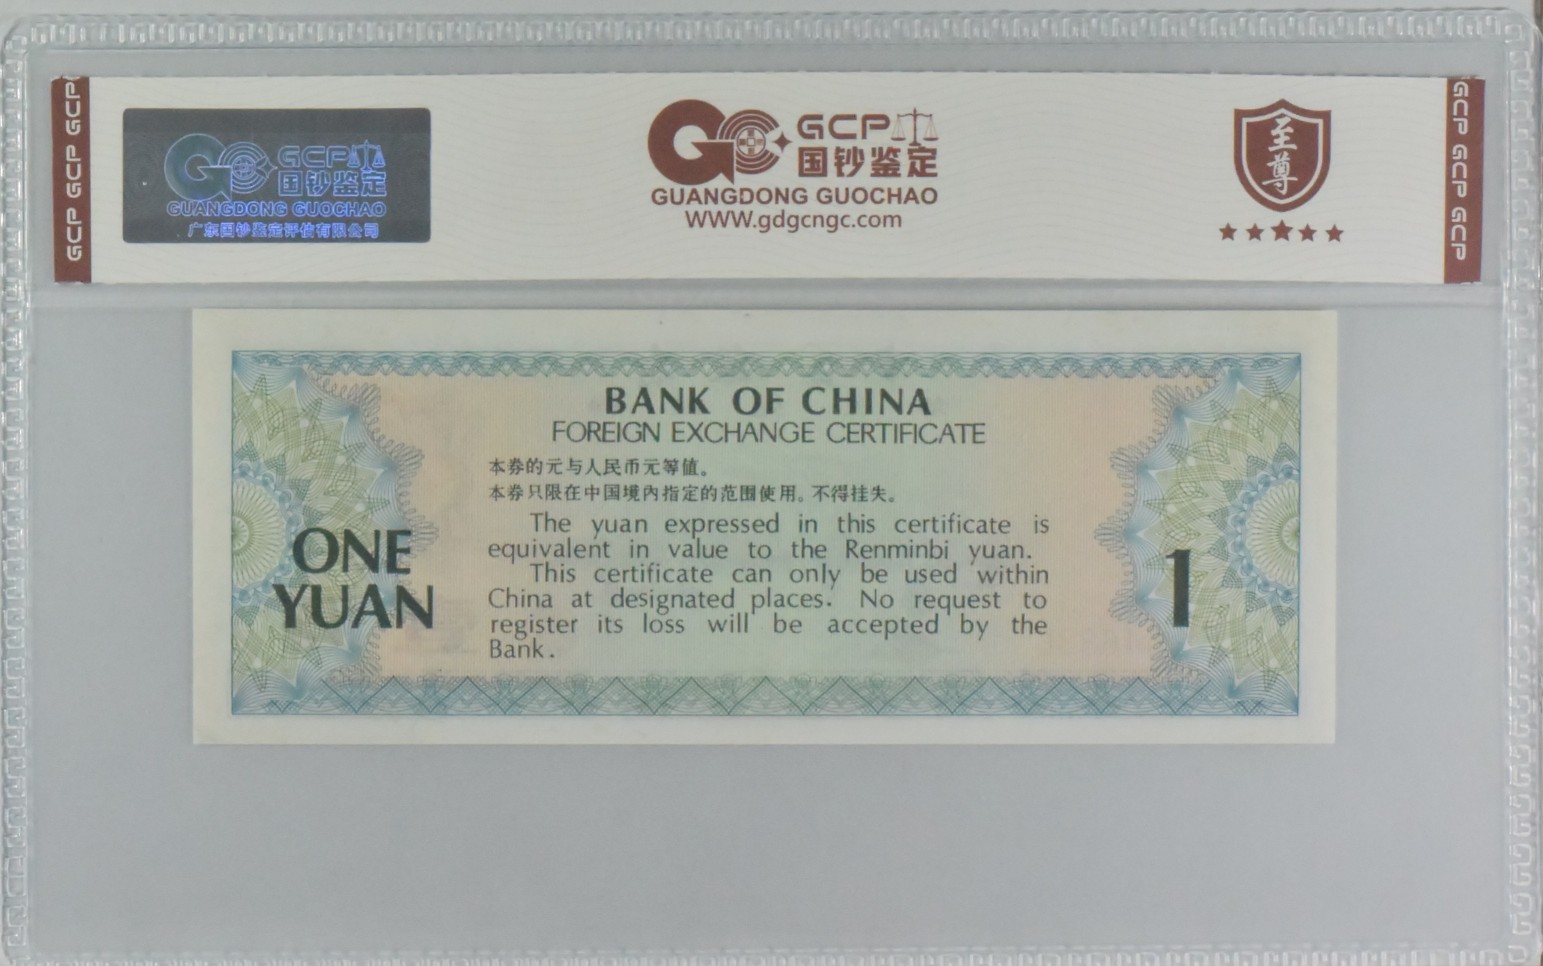 GCP GCP GCP
GCP
国钞鉴定
GUANGDONG GUOCHAO
广东国钞鉴定评估有限公司
GCP
国钞鉴定
GUANGDONG GUOCHAO
WWW.gdgcngc.com
至尊
GCP GCP GCP
BANK OF CHINA
FOREIGN EXCHANGE CERTIFICATE
本券的元与人民币元等值。
本券只限在中国境内指定的范围使用。不得挂失。
The yuan expressed in this certificate is
equivalent in value to the Renminbi yuan.
This certificate can only be used within
China at designated places. No request to
register its loss will be accepted by the
Bank.
ONE
YUAN
1